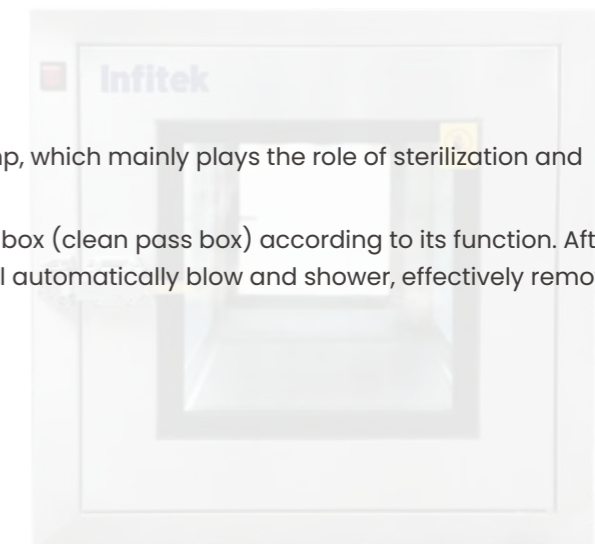 Infitek
np, which mainly plays the role of sterilization and
box (clean pass box) according to its function. Aft
l automatically blow and shower, effectively remo